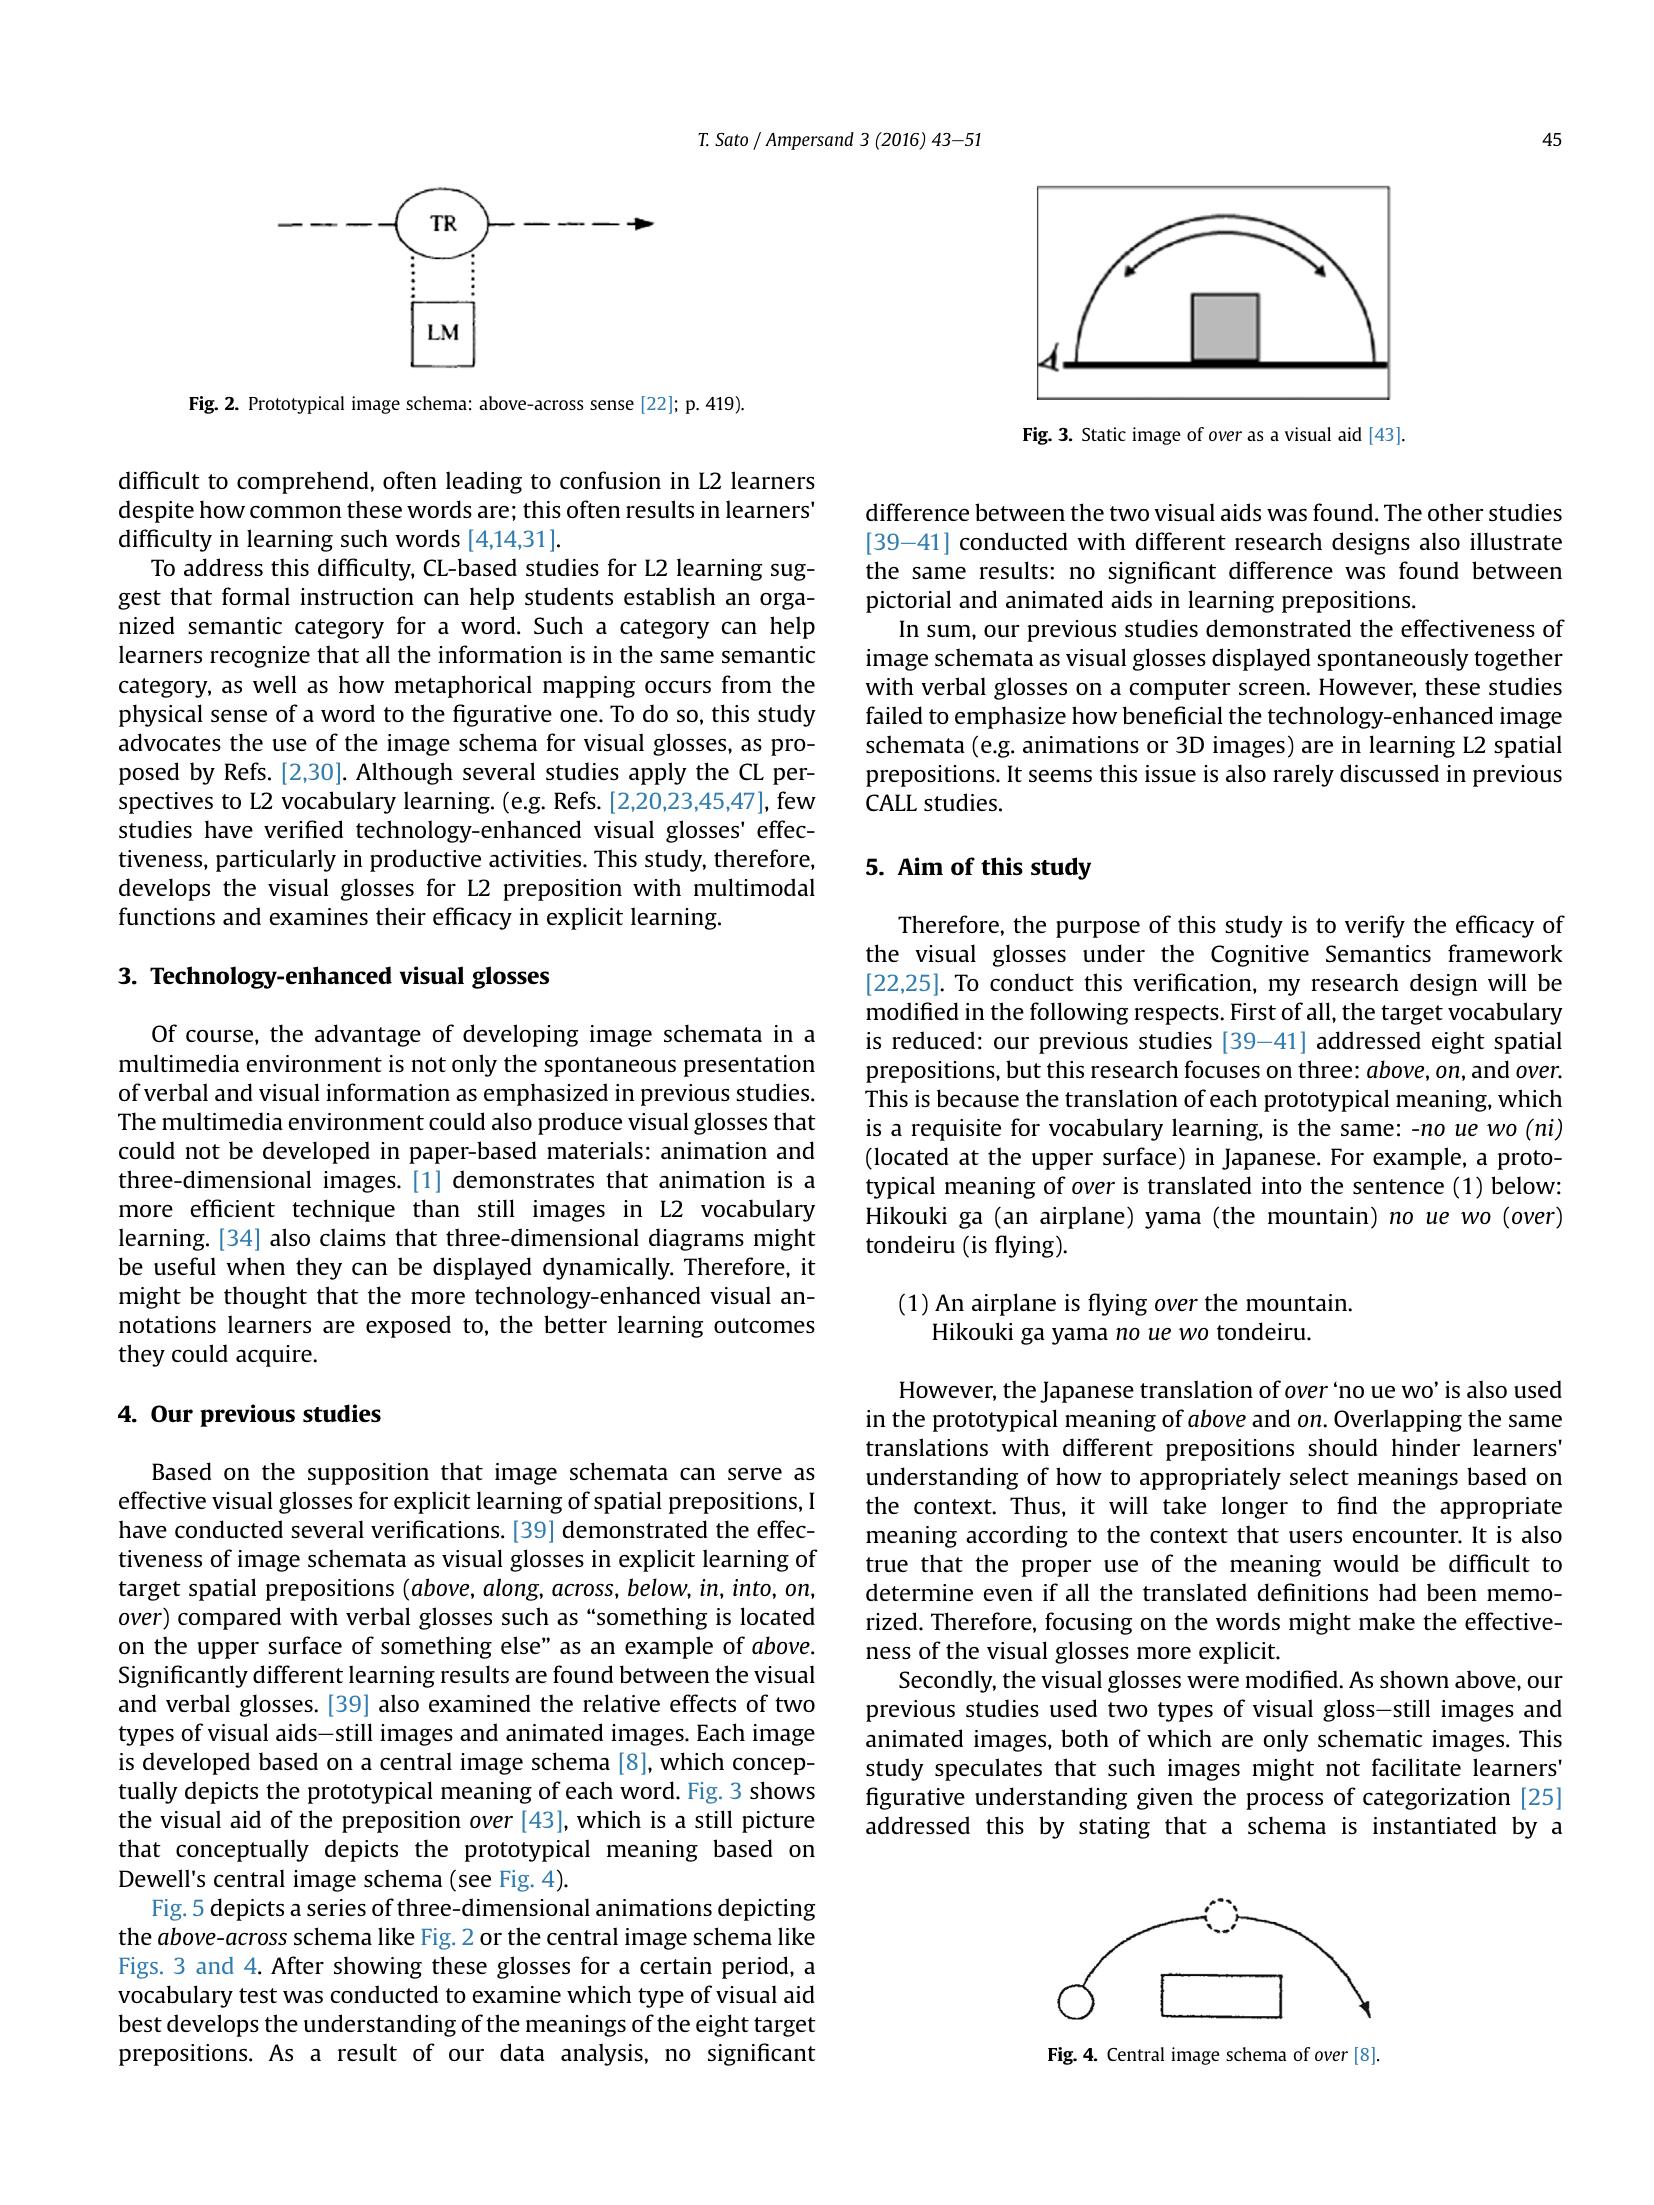 T. Sato / Ampersand 3 (2016) 43–51
45
TR
LM
Fig. 2. Prototypical image schema: above-across sense [22]; p. 419).
Fig. 3. Static image of over as a visual aid [43].
difficult to comprehend, often leading to confusion in L2 learners
despite how common these words are; this often results in learners'
difficulty in learning such words [4,14,31].
To address this difficulty, CL-based studies for L2 learning sug-
gest that formal instruction can help students establish an orga-
nized semantic category for a word. Such a category can help
learners recognize that all the information is in the same semantic
category, as well as how metaphorical mapping occurs from the
physical sense of a word to the figurative one. To do so, this study
advocates the use of the image schema for visual glosses, as pro-
posed by Refs. [2,30]. Although several studies apply the CL per-
spectives to L2 vocabulary learning. (e.g. Refs. [2,20,23,45,47], few
studies have verified technology-enhanced visual glosses' effec-
tiveness, particularly in productive activities. This study, therefore,
develops the visual glosses for L2 preposition with multimodal
functions and examines their efficacy in explicit learning.
3. Technology-enhanced visual glosses
Of course, the advantage of developing image schemata in a
multimedia environment is not only the spontaneous presentation
of verbal and visual information as emphasized in previous studies.
The multimedia environment could also produce visual glosses that
could not be developed in paper-based materials: animation and
three-dimensional images. [1] demonstrates that animation is a
more efficient technique than still images in L2 vocabulary
learning. [34] also claims that three-dimensional diagrams might
be useful when they can be displayed dynamically. Therefore, it
might be thought that the more technology-enhanced visual an-
notations learners are exposed to, the better learning outcomes
they could acquire.
4. Our previous studies
Based on the supposition that image schemata can serve as
effective visual glosses for explicit learning of spatial prepositions, I
have conducted several verifications. [39] demonstrated the effec-
tiveness of image schemata as visual glosses in explicit learning of
target spatial prepositions (above, along, across, below, in, into, on,
over) compared with verbal glosses such as “something is located
on the upper surface of something else” as an example of above.
Significantly different learning results are found between the visual
and verbal glosses. [39] also examined the relative effects of two
types of visual aids—still images and animated images. Each image
is developed based on a central image schema [8], which concep-
tually depicts the prototypical meaning of each word. Fig. 3 shows
the visual aid of the preposition over [43], which is a still picture
that conceptually depicts the prototypical meaning based on
Dewell's central image schema (see Fig. 4).
Fig. 5 depicts a series of three-dimensional animations depicting
the above-across schema like Fig. 2 or the central image schema like
Figs. 3 and 4. After showing these glosses for a certain period, a
vocabulary test was conducted to examine which type of visual aid
best develops the understanding of the meanings of the eight target
prepositions. As a result of our data analysis, no significant
difference between the two visual aids was found. The other studies
[39–41] conducted with different research designs also illustrate
the same results: no significant difference was found between
pictorial and animated aids in learning prepositions.
In sum, our previous studies demonstrated the effectiveness of
image schemata as visual glosses displayed spontaneously together
with verbal glosses on a computer screen. However, these studies
failed to emphasize how beneficial the technology-enhanced image
schemata (e.g. animations or 3D images) are in learning L2 spatial
prepositions. It seems this issue is also rarely discussed in previous
CALL studies.
5. Aim of this study
Therefore, the purpose of this study is to verify the efficacy of
the visual glosses under the Cognitive Semantics framework
[22,25]. To conduct this verification, my research design will be
modified in the following respects. First of all, the target vocabulary
is reduced: our previous studies [39–41] addressed eight spatial
prepositions, but this research focuses on three: above, on, and over.
This is because the translation of each prototypical meaning, which
is a requisite for vocabulary learning, is the same: -no ue wo (ni)
(located at the upper surface) in Japanese. For example, a proto-
typical meaning of over is translated into the sentence (1) below:
Hikouki ga (an airplane) yama (the mountain) no ue wo (over)
tondeiru (is flying).
(1) An airplane is flying over the mountain.
Hikouki ga yama no ue wo tondeiru.
However, the Japanese translation of over ‘no ue wo’ is also used
in the prototypical meaning of above and on. Overlapping the same
translations with different prepositions should hinder learners'
understanding of how to appropriately select meanings based on
the context. Thus, it will take longer to find the appropriate
meaning according to the context that users encounter. It is also
true that the proper use of the meaning would be difficult to
determine even if all the translated definitions had been memo-
rized. Therefore, focusing on the words might make the effective-
ness of the visual glosses more explicit.
Secondly, the visual glosses were modified. As shown above, our
previous studies used two types of visual gloss—still images and
animated images, both of which are only schematic images. This
study speculates that such images might not facilitate learners'
figurative understanding given the process of categorization [25]
addressed this by stating that a schema is instantiated by a
Fig. 4. Central image schema of over [8].